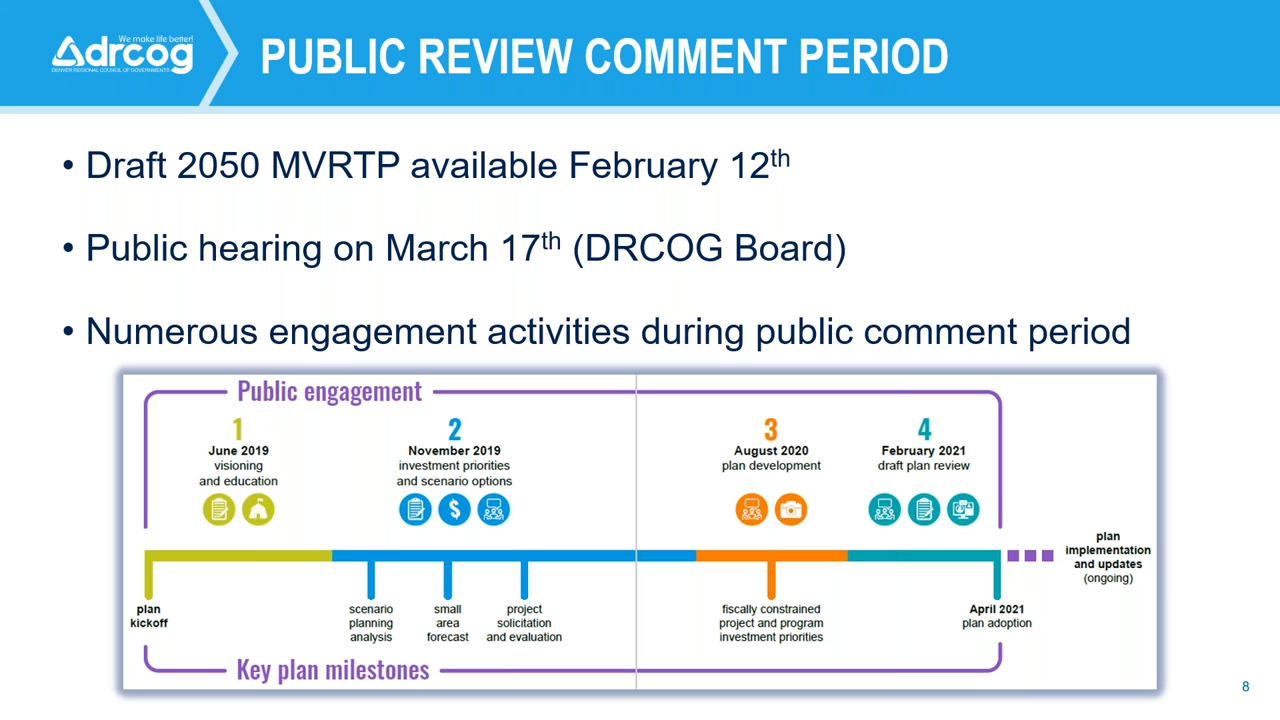 We make life better!
drcog
DENVER REGIONAL COUNCIL OF GOVERNMENTS
PUBLIC REVIEW COMMENT PERIOD
• Draft 2050 MVRTP available February 12th
• Public hearing on March 17th (DRCOG Board)
• Numerous engagement activities during public comment period
Public engagement
1
June 2019
visioning
and education
2
November 2019
investment priorities
and scenario options
$
3
August 2020
plan development
4
February 2021
draft plan review
plan
implementation
and updates
(ongoing)
plan
kickoff
scenario
planning
analysis
small
area
forecast
project
solicitation
and evaluation
fiscally constrained
project and program
investment priorities
April 2021
plan adoption
Key plan milestones
8